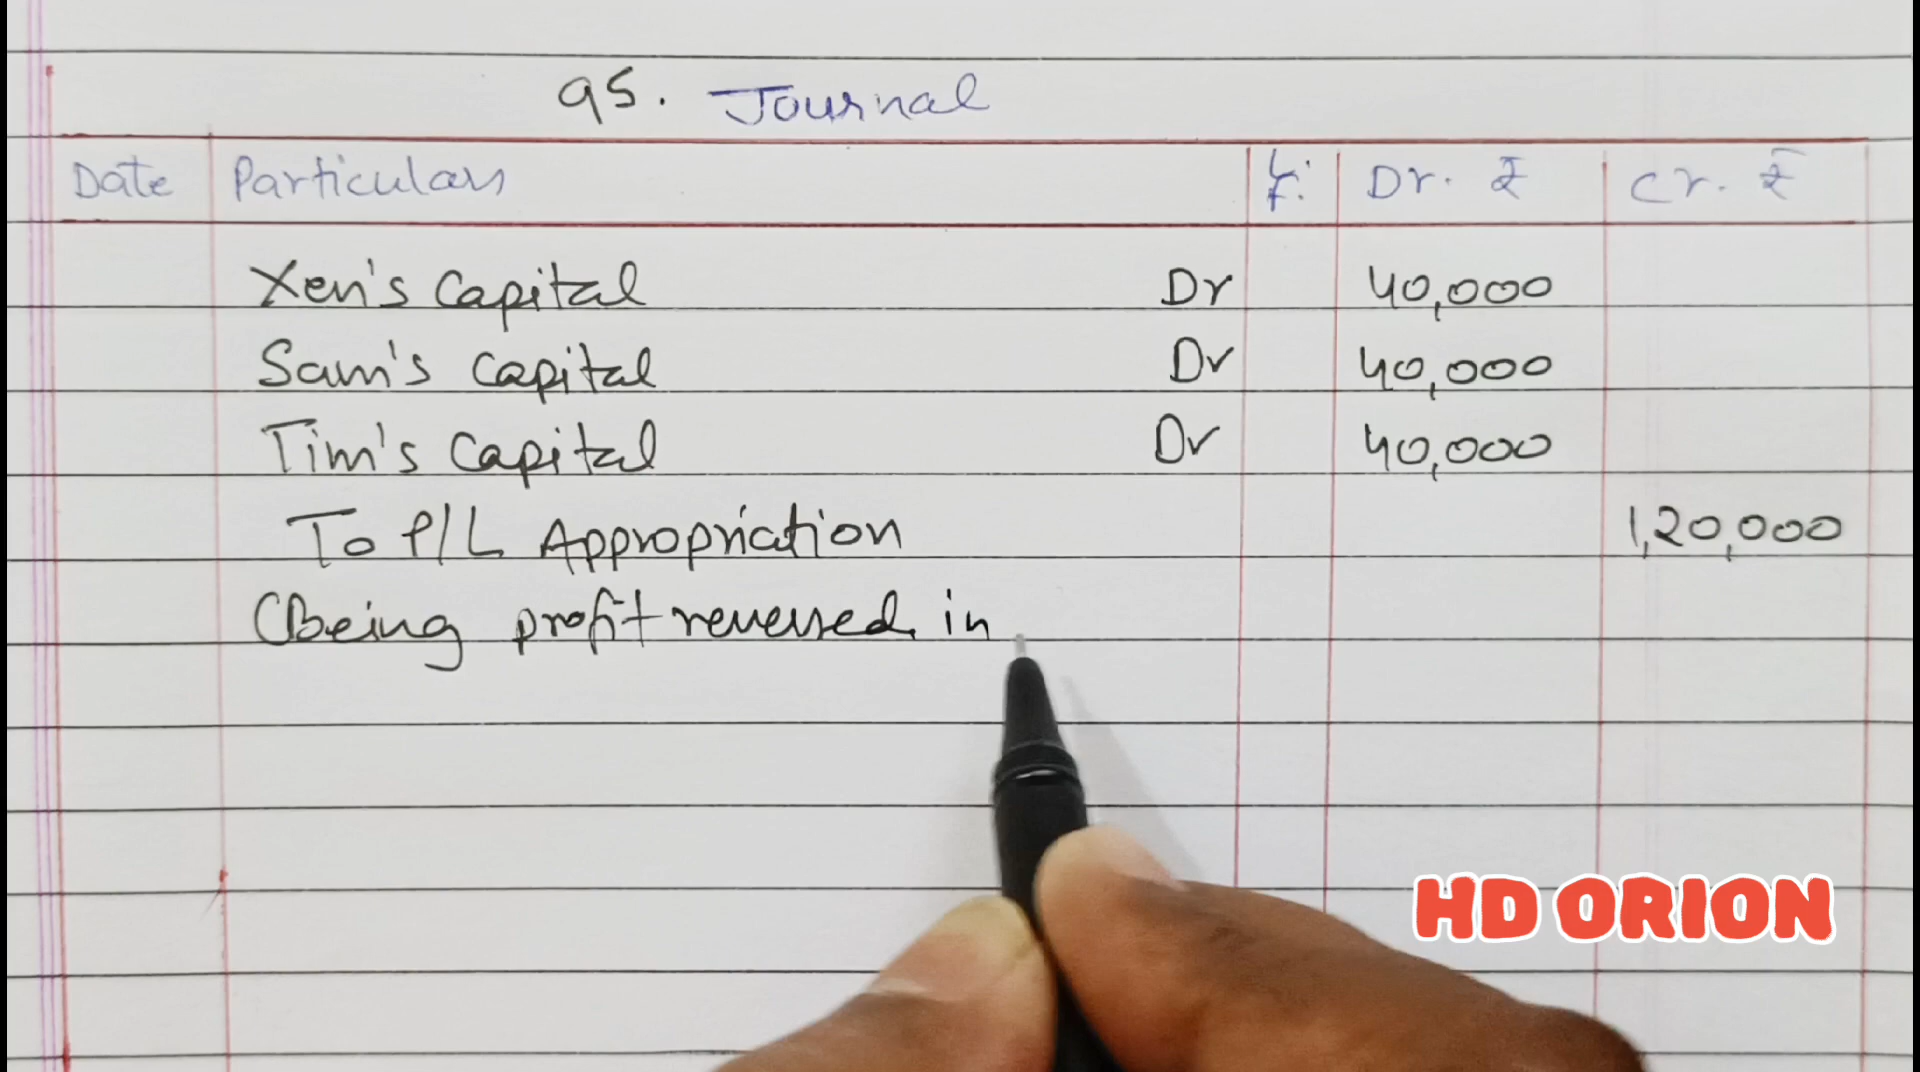 95. Journal
Date Particulars L.F. Dr. ₹ Cr. ₹
Xen's Capital Dr 40,000
Sam's Capital Dr 40,000
Tim's Capital Dr 40,000
To P/L Appropriation 1,20,000
(Being profit reversed in
HD ORION